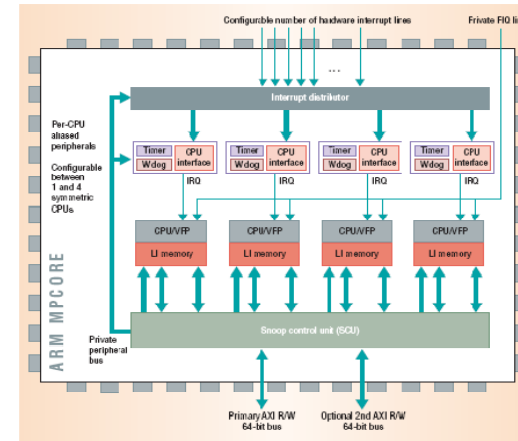 Configurable number of hardware interrupt lines
Private FIQ li
...
Interrupt distributor
Per-CPU
aliased
peripherals
Configurable
between
1 and 4
symmetric
CPUs
Timer
Wdog
CPU
interface
Timer
Wdog
CPU
interface
Timer
Wdog
CPU
interface
Timer
Wdog
CPU
interface
IRQ
IRQ
IRQ
IRQ
CPU/VFP
LI memory
CPU/VFP
LI memory
CPU/VFP
LI memory
CPU/VFP
LI memory
ARM MPCORE
Snoop control unit (SCU)
Private
peripheral
bus
Primary AXI R/W
64-bit bus
Optional 2nd AXI R/W
64-bit bus